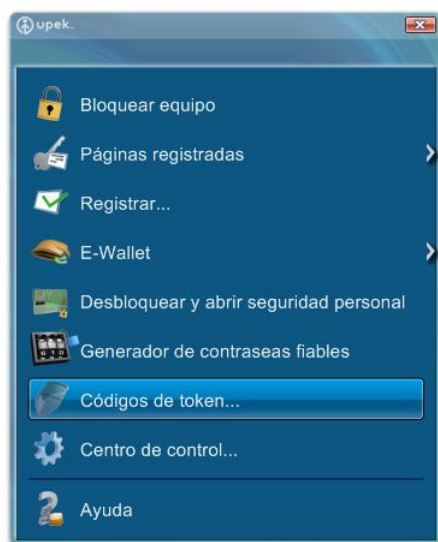 upek.
Bloquear equipo
Páginas registradas
Registrar...
E-Wallet
Desbloquear y abrir seguridad personal
Generador de contraseas fiables
Códigos de token...
Centro de control...
Ayuda